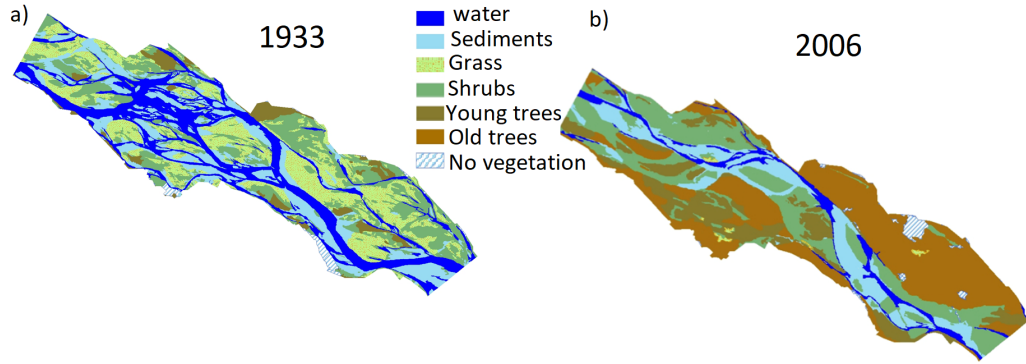 a)
1933
water
Sediments
Grass
Shrubs
Young trees
Old trees
No vegetation
b)
2006